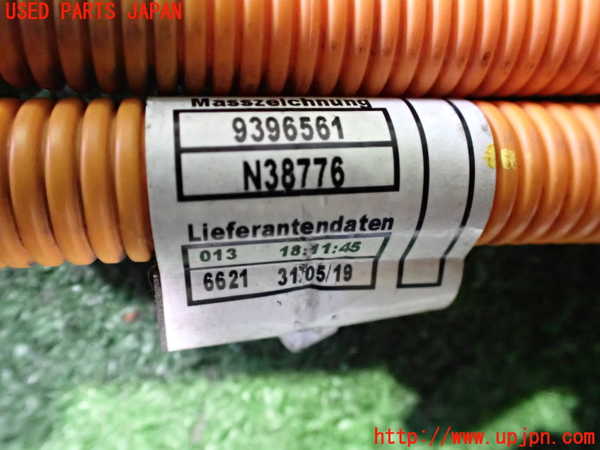 USED PARTS JAPAN
Masszeichnung
9396561
N38776
Lieferantendaten
013 18:11:45
6621 31/05/19
http://www.upjpn.com/